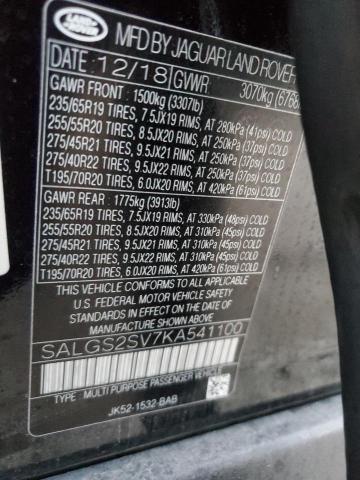 LAND
ROVER
MFD BY JAGUAR LAND ROVER
DATE: 12/18 GVWR 3070kg (6768
GAWR FRONT: 1500kg (3307lb)
235/65R19 TIRES, 7.5JX19 RIMS, AT 280kPa (41psi) COLD
255/55R20 TIRES, 8.5JX20 RIMS, AT 250kPa (37psi) COLD
275/45R21 TIRES, 9.5JX21 RIMS, AT 250kPa (37psi) COLD
275/40R22 TIRES, 9.5JX22 RIMS, AT 250kPa (37psi) COLD
T195/70R20 TIRES, 6.0JX20 RIMS, AT 420kPa (61psi) COLD
GAWR REAR: 1775kg (3913lb)
235/65R19 TIRES, 7.5JX19 RIMS, AT 330kPa (48psi) COLD
255/55R20 TIRES, 8.5JX20 RIMS, AT 310kPa (45psi) COLD
275/45R21 TIRES, 9.5JX21 RIMS, AT 310kPa (45psi) COLD
275/40R22 TIRES, 9.5JX22 RIMS, AT 310kPa (45psi) COLD
T195/70R20 TIRES, 6.0JX20 RIMS, AT 420kPa (61psi) COLD
THIS VEHICLE CONFORMS TO ALL APPLICABLE
U.S. FEDERAL MOTOR VEHICLE SAFETY
STANDARDS IN EFFECT ON THE DATE OF
MANUFACTURE SHOWN ABOVE.
SALGS2SV7KA541100
TYPE: MULTI PURPOSE PASSENGER VEHICLE
JK52-1532-BAB